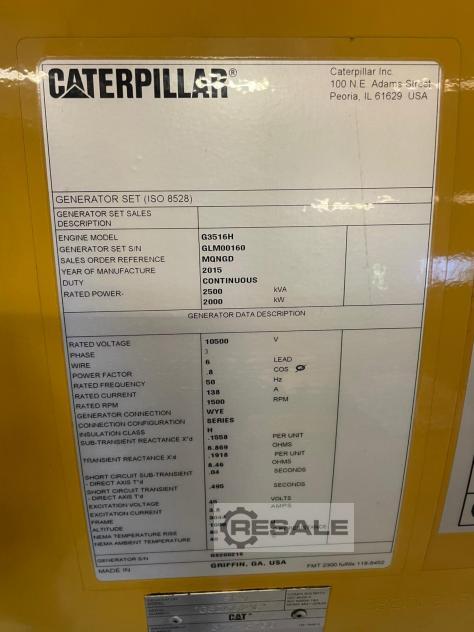 CATERPILLAR®
Caterpillar Inc.
100 N.E. Adams Street
Peoria, IL 61629 USA
GENERATOR SET (ISO 8528)
GENERATOR SET SALES
DESCRIPTION
ENGINE MODEL G3516H
GENERATOR SET S/N GLM00160
SALES ORDER REFERENCE MQNGD
YEAR OF MANUFACTURE 2015
DUTY CONTINUOUS
RATED POWER- 2500 kVA
2000 kW
GENERATOR DATA DESCRIPTION
RATED VOLTAGE 10500 V
PHASE 3
WIRE 6 LEAD
POWER FACTOR .8 COS Ø
RATED FREQUENCY 50 Hz
RATED CURRENT 138 A
RATED RPM 1500 RPM
GENERATOR CONNECTION WYE
CONNECTION CONFIGURATION SERIES
INSULATION CLASS H
SUB-TRANSIENT REACTANCE X"d .1558 PER UNIT
6.869 OHMS
TRANSIENT REACTANCE X'd .1918 PER UNIT
8.46 OHMS
SHORT CIRCUIT SUB-TRANSIENT .04 SECONDS
- DIRECT AXIS T"d
SHORT CIRCUIT TRANSIENT .495 SECONDS
- DIRECT AXIS T'd
EXCITATION VOLTAGE VOLTS
EXCITATION CURRENT AMPS
FRAME
ALTITUDE
NEMA TEMPERATURE RISE
NEMA AMBIENT TEMPERATURE
RESALE
GENERATOR S/N
MADE IN GRIFFIN, GA. USA
CAT